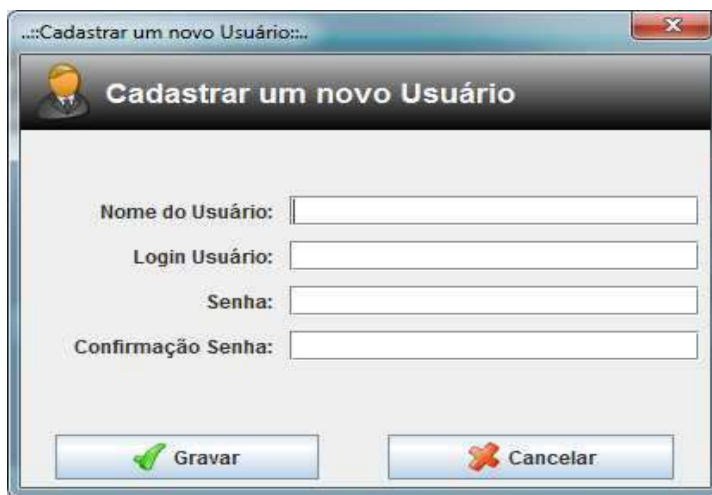 ..::Cadastrar um novo Usuário::..
Cadastrar um novo Usuário
Nome do Usuário:
Login Usuário:
Senha:
Confirmação Senha:
Gravar
Cancelar